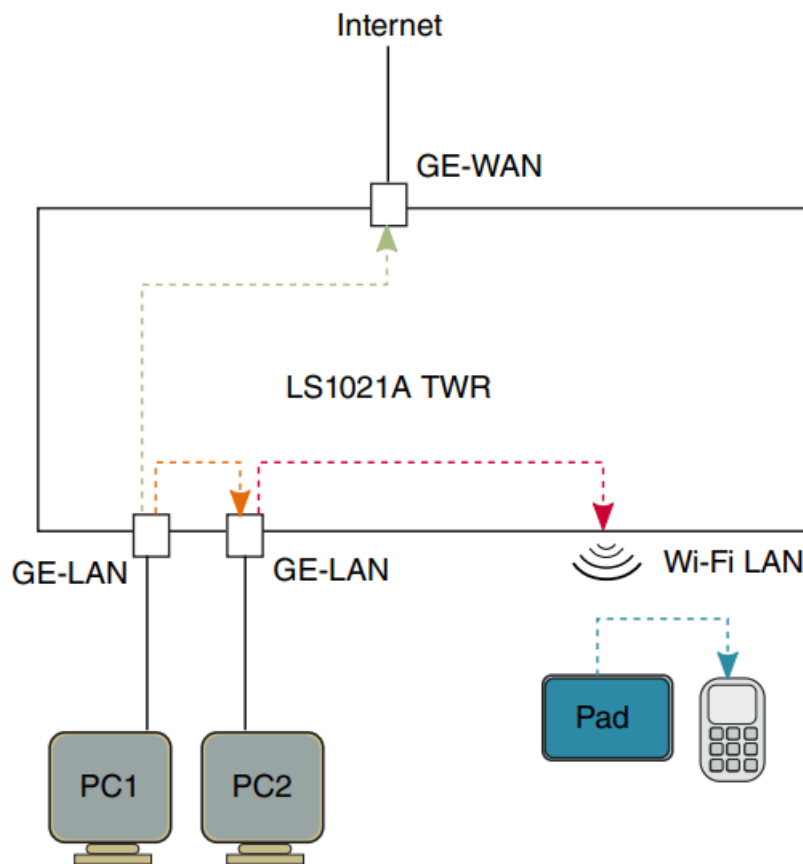 Internet
GE-WAN
LS1021A TWR
GE-LAN
GE-LAN
Wi-Fi LAN
Pad
PC1
PC2